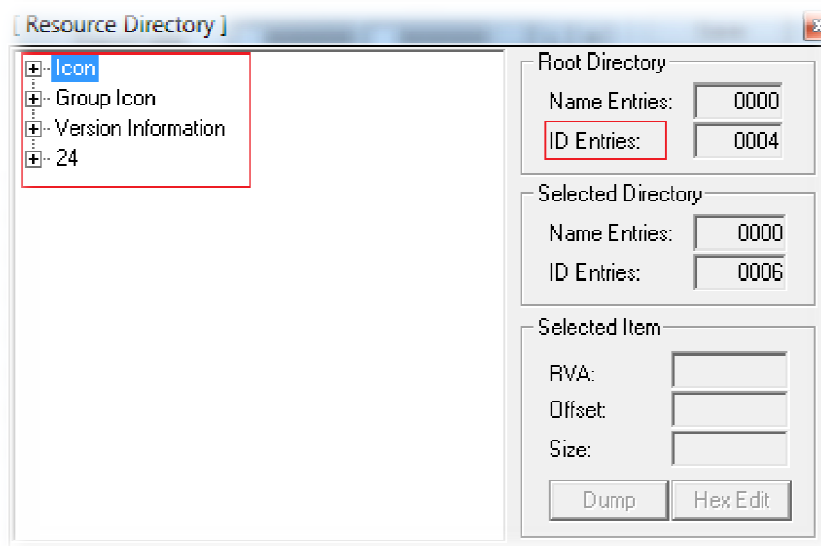 [ Resource Directory ]
Icon
Group Icon
Version Information
24
Root Directory
Name Entries: 0000
ID Entries: 0004
Selected Directory
Name Entries: 0000
ID Entries: 0006
Selected Item
RVA:
Offset:
Size:
Dump Hex Edit